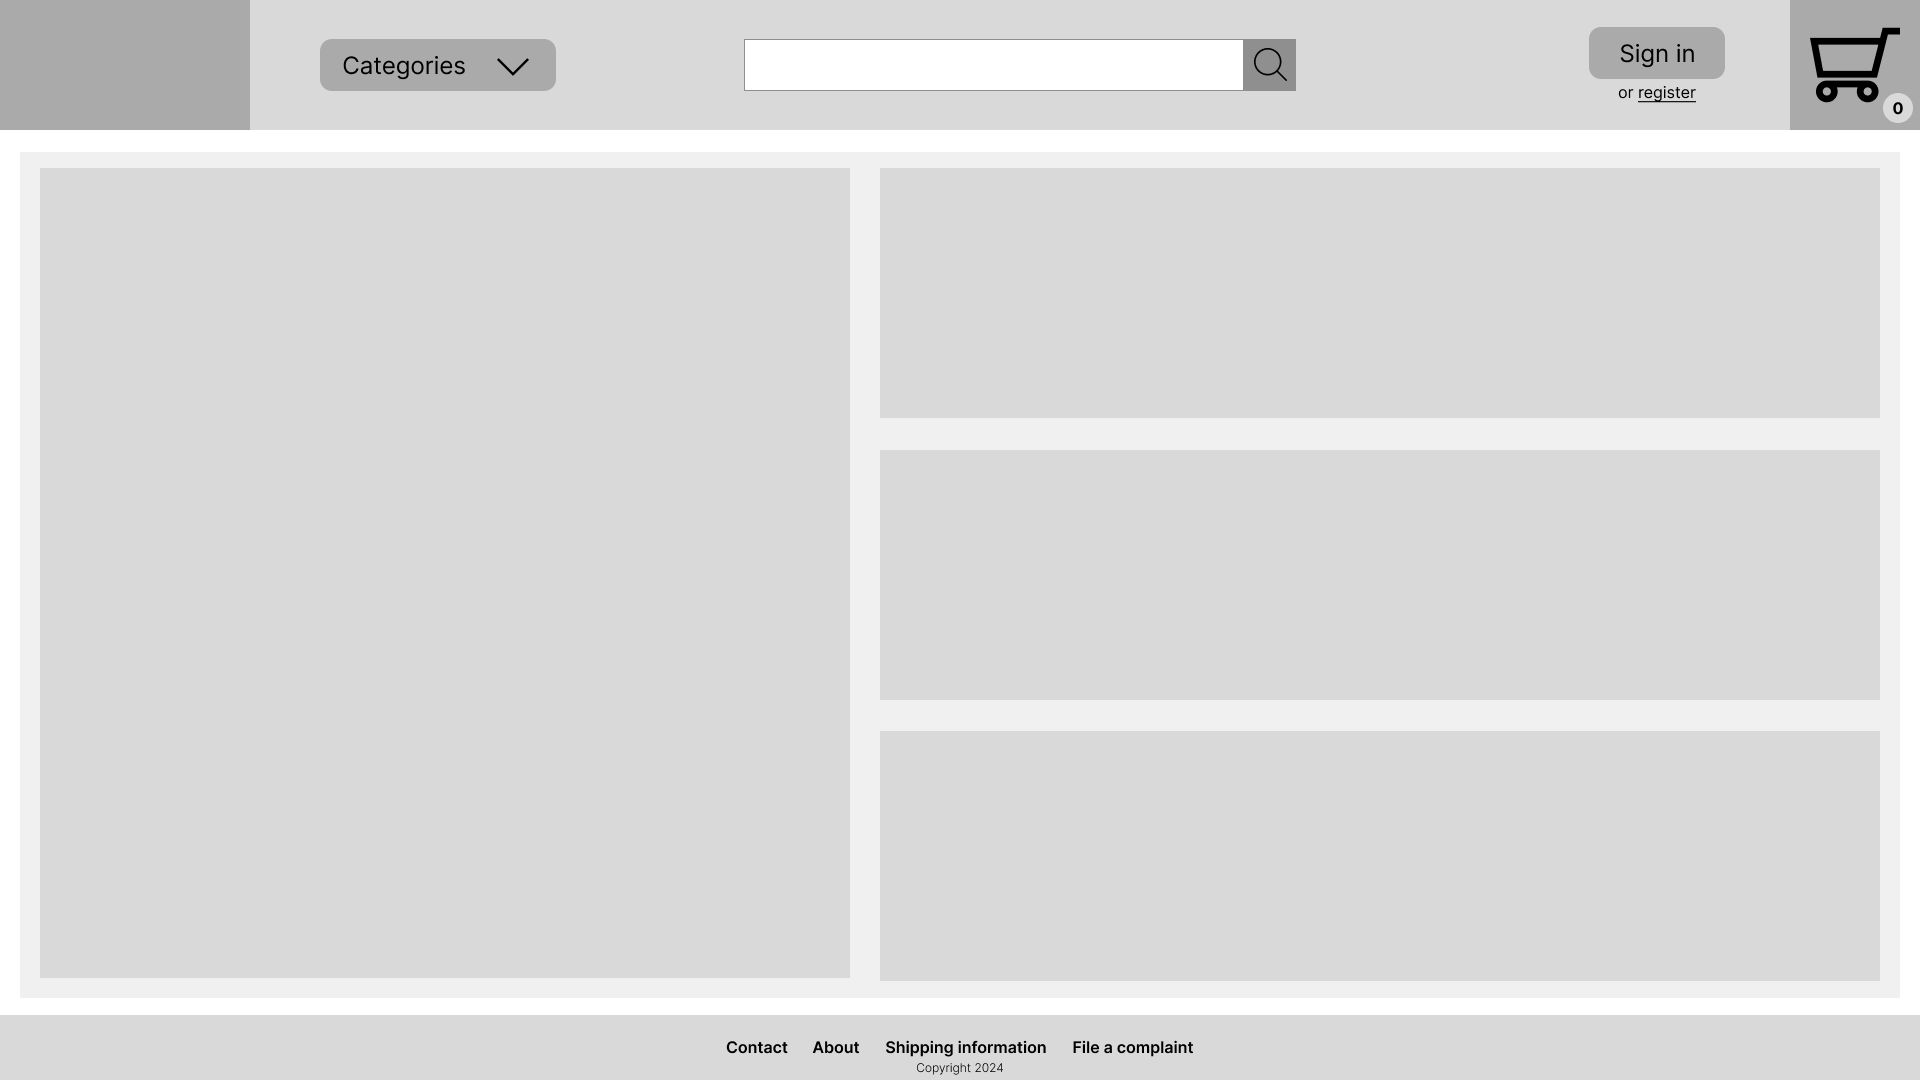 Categories
Sign in
or register
0
Contact About Shipping information File a complaint
Copyright 2024